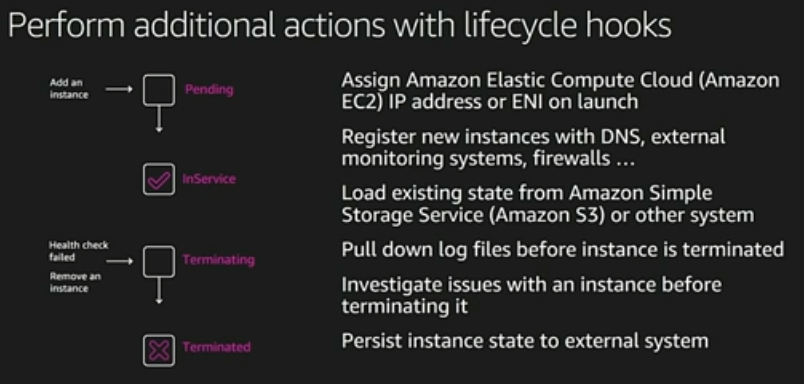 Perform additional actions with lifecycle hooks
Add an
instance
Pending
InService
Health check
failed
Remove an
instance
Terminating
Terminated
Assign Amazon Elastic Compute Cloud (Amazon
EC2) IP address or ENI on launch
Register new instances with DNS, external
monitoring systems, firewalls ...
Load existing state from Amazon Simple
Storage Service (Amazon S3) or other system
Pull down log files before instance is terminated
Investigate issues with an instance before
terminating it
Persist instance state to external system